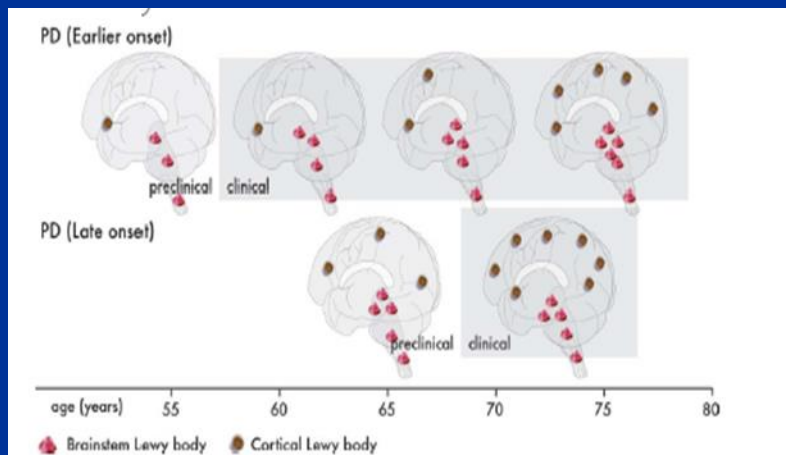 PD (Earlier onset)
preclinical clinical
PD (Late onset)
preclinical clinical
age (years) 55 60 65 70 75 80
Brainstem Lewy body Cortical Lewy body